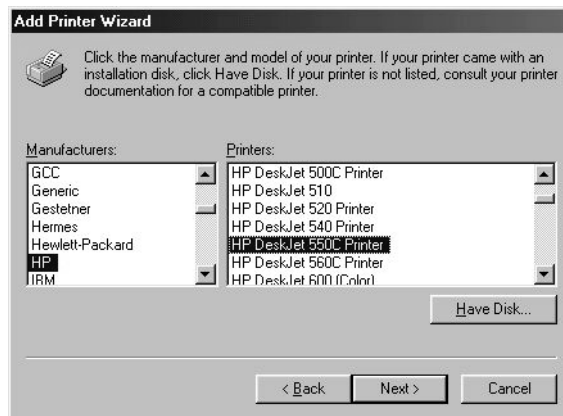 Add Printer Wizard
Click the manufacturer and model of your printer. If your printer came with an
installation disk, click Have Disk. If your printer is not listed, consult your printer
documentation for a compatible printer.
Manufacturers:
GCC
Generic
Gestetner
Hermes
Hewlett-Packard
HP
IBM
Printers:
HP DeskJet 500C Printer
HP DeskJet 510
HP DeskJet 520 Printer
HP DeskJet 540 Printer
HP DeskJet 550C Printer
HP DeskJet 560C Printer
HP DeskJet 600 (Color)
Have Disk...
< Back
Next >
Cancel